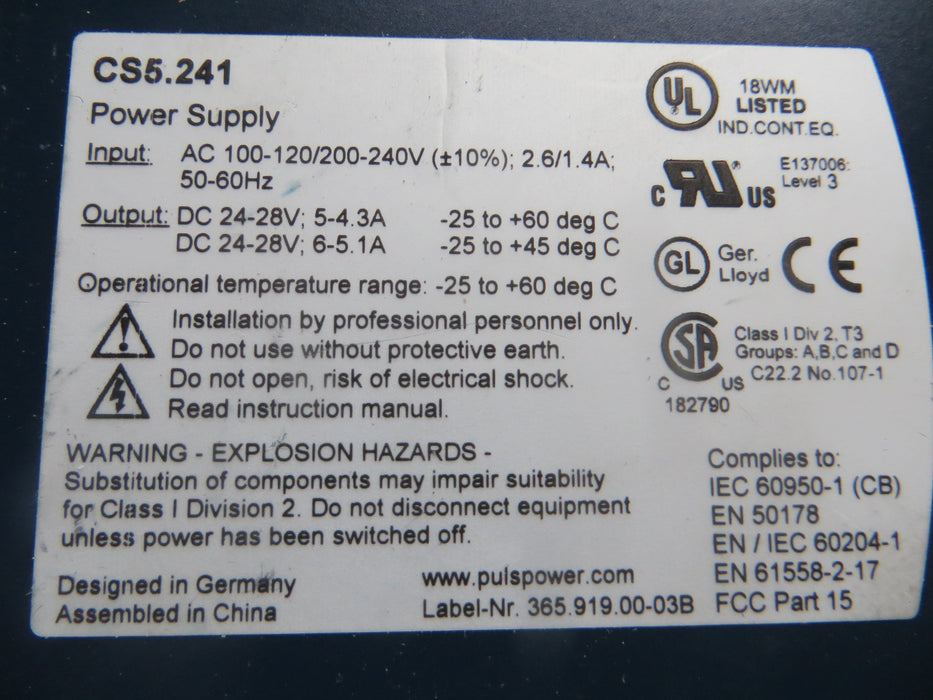 CS5.241
Power Supply
Input: AC 100-120/200-240V (±10%); 2.6/1.4A;
50-60Hz
Output: DC 24-28V; 5-4.3A -25 to +60 deg C
DC 24-28V; 6-5.1A -25 to +45 deg C
Operational temperature range: -25 to +60 deg C
Installation by professional personnel only.
Do not use without protective earth.
Do not open, risk of electrical shock.
Read instruction manual.
WARNING - EXPLOSION HAZARDS -
Substitution of components may impair suitability
for Class I Division 2. Do not disconnect equipment
unless power has been switched off.
Designed in Germany
Assembled in China
www.pulspower.com
Label-Nr. 365.919.00-03B
UL
18WM
LISTED
IND.CONT.EQ.
C RU US
®
E137006:
Level 3
GL
Ger.
Lloyd
CE
C SA US
182790
Class I Div 2, T3
Groups: A,B,C and D
C22.2 No.107-1
Complies to:
IEC 60950-1 (CB)
EN 50178
EN / IEC 60204-1
EN 61558-2-17
FCC Part 15